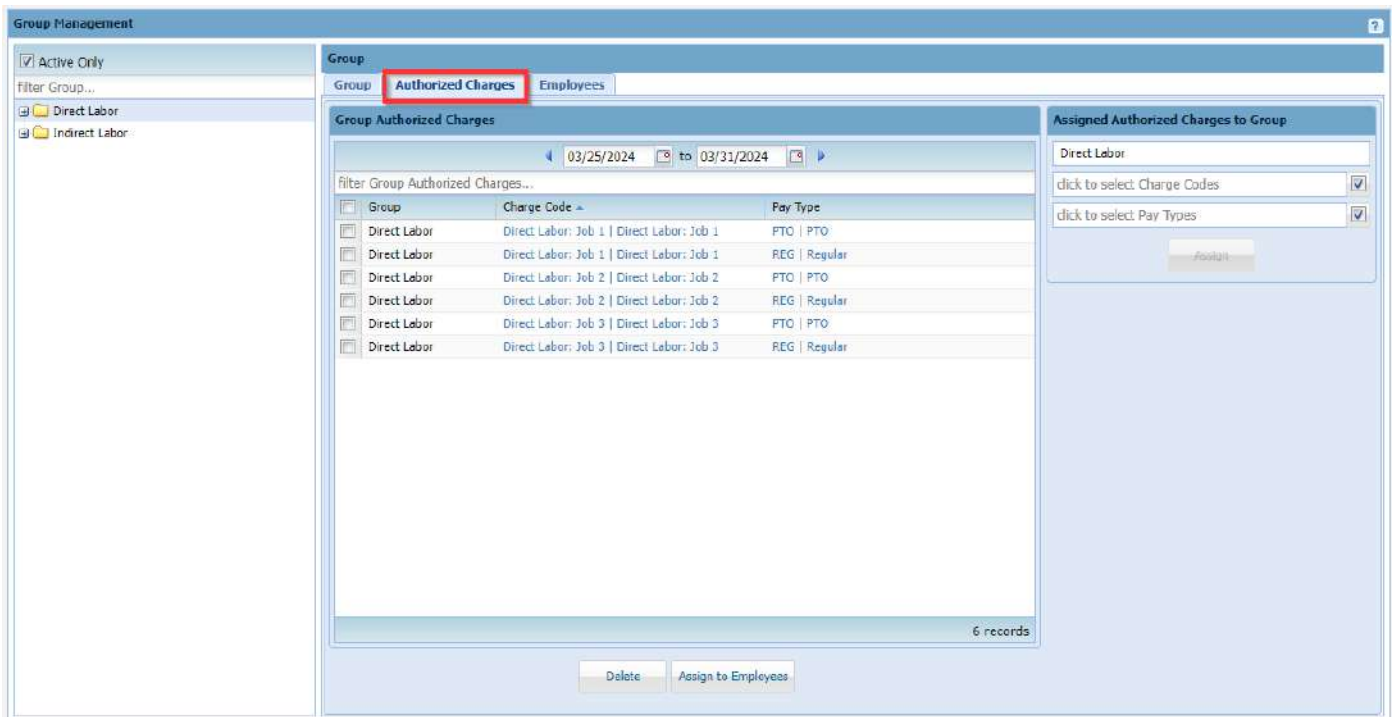 Group Management
?
Active Only
filter Group...
Direct Labor
Indirect Labor
Group
Group Authorized Charges Employees
Group Authorized Charges
03/25/2024 to 03/31/2024
filter Group Authorized Charges...
Group Charge Code Pay Type
Direct Labor Direct Labor: Job 1 | Direct Labor: Job 1 PTO | PTO
Direct Labor Direct Labor: Job 1 | Direct Labor: Job 1 REG | Regular
Direct Labor Direct Labor: Job 2 | Direct Labor: Job 2 PTO | PTO
Direct Labor Direct Labor: Job 2 | Direct Labor: Job 2 REG | Regular
Direct Labor Direct Labor: Job 3 | Direct Labor: Job 3 PTO | PTO
Direct Labor Direct Labor: Job 3 | Direct Labor: Job 3 REG | Regular
6 records
Delete Assign to Employees
Assigned Authorized Charges to Group
Direct Labor
click to select Charge Codes
click to select Pay Types
Assign